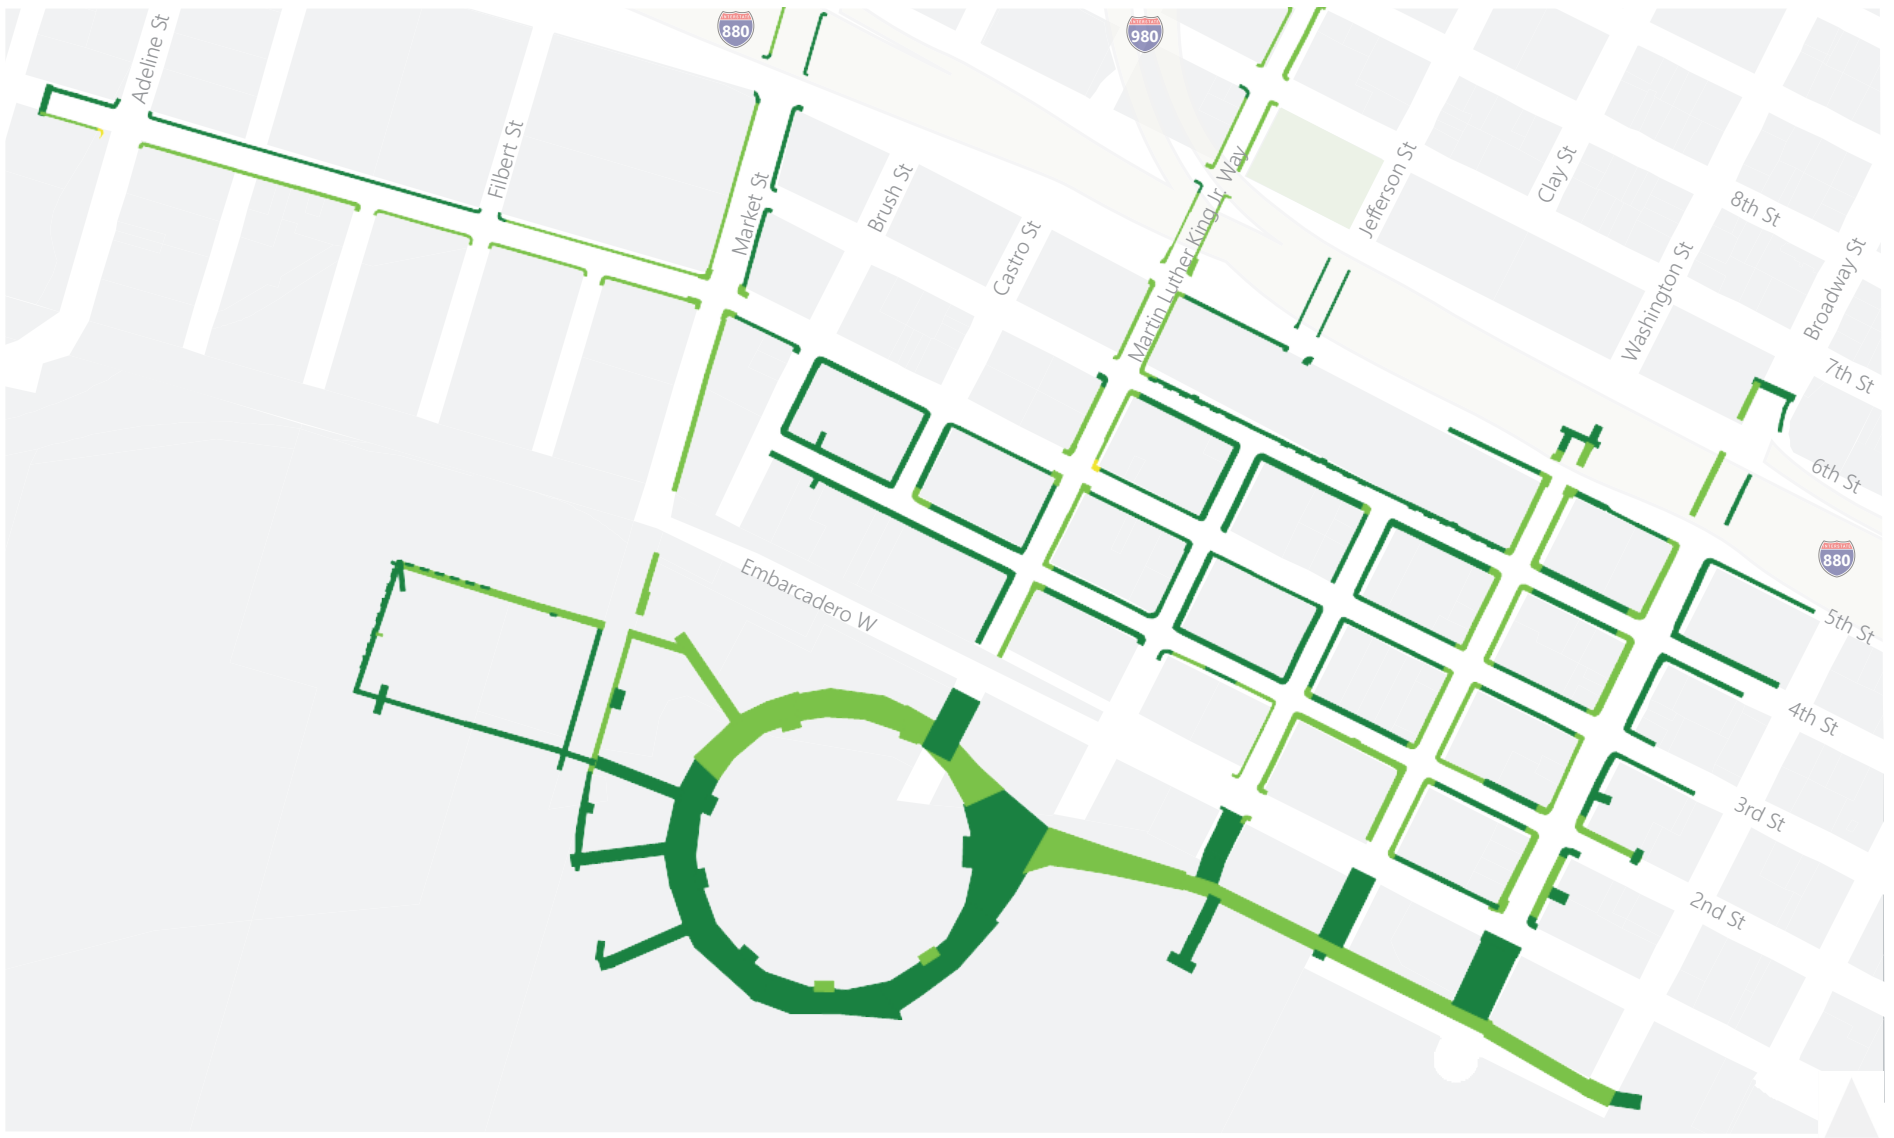 880
980
Adeline St
Filbert St
Market St
Brush St
Castro St
Martin Luther King Jr. Way
Jefferson St
Clay St
8th St
Washington St
Broadway St
7th St
6th St
880
5th St
Embarcadero W
4th St
3rd St
2nd St